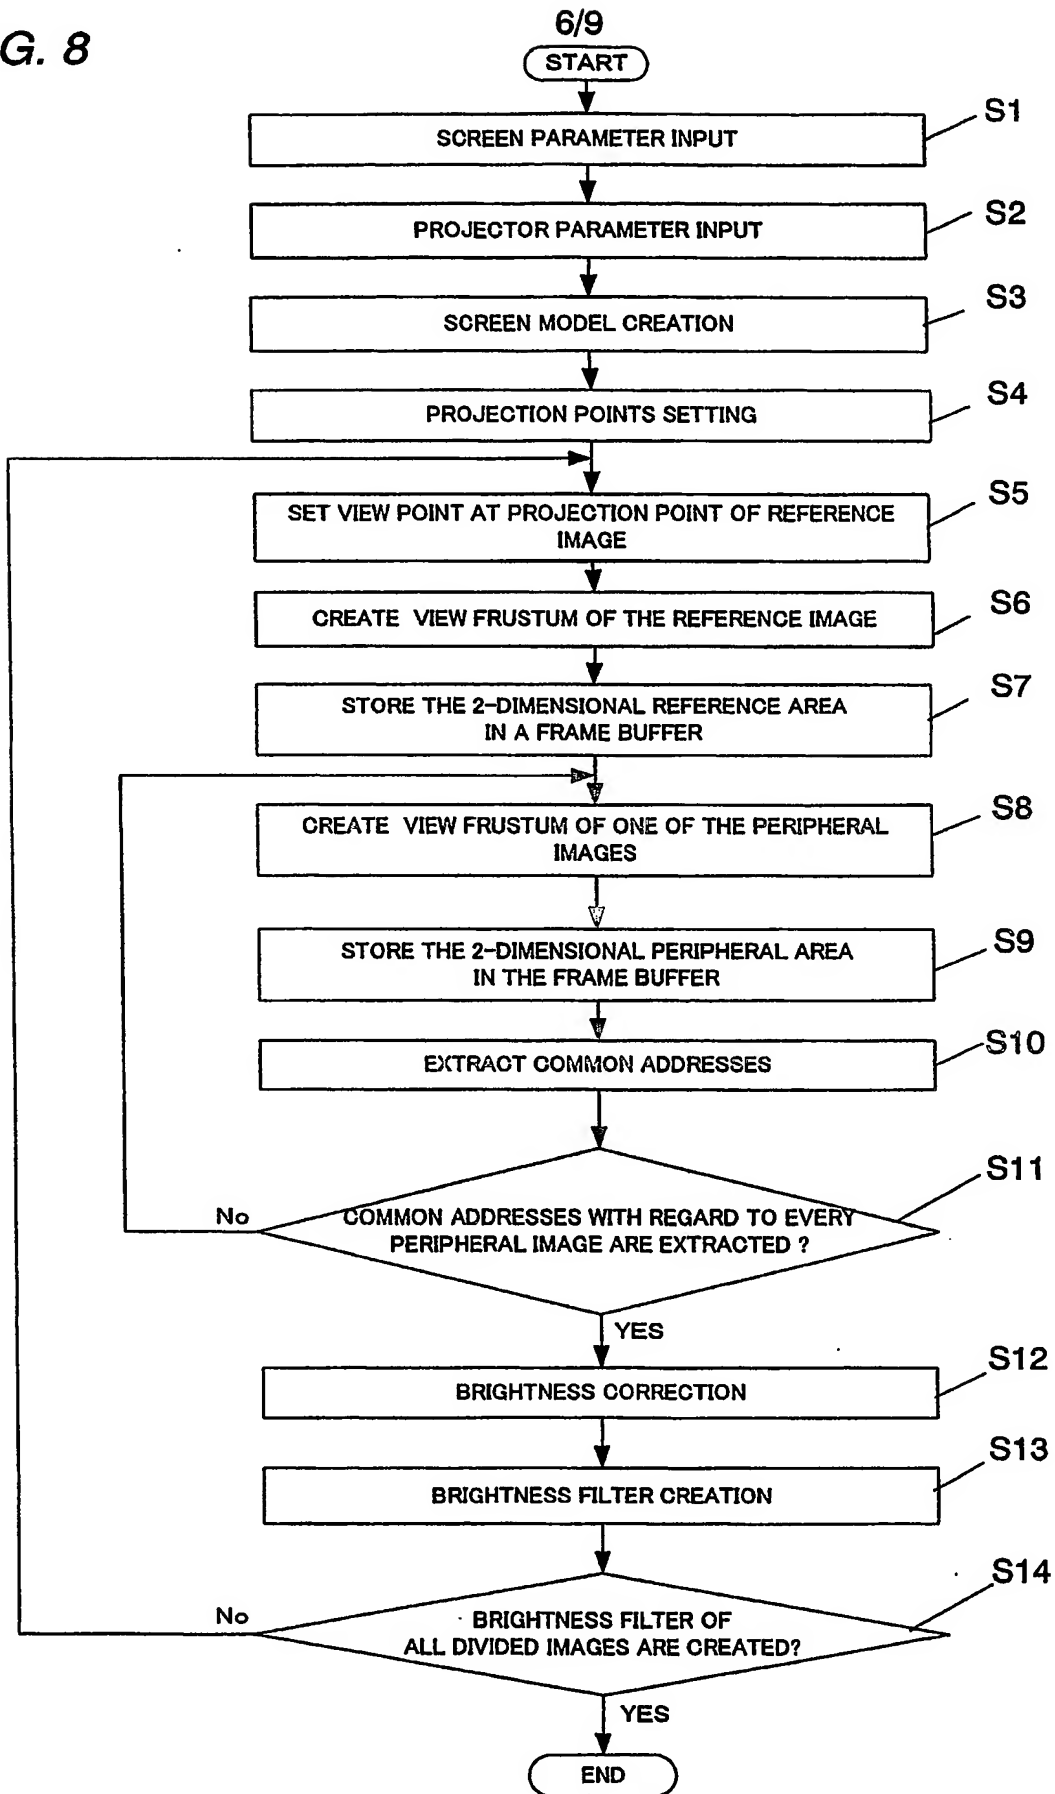 6/9
G. 8
START
SCREEN PARAMETER INPUT
S1
PROJECTOR PARAMETER INPUT
S2
SCREEN MODEL CREATION
S3
PROJECTION POINTS SETTING
S4
SET VIEW POINT AT PROJECTION POINT OF REFERENCE
IMAGE
S5
CREATE VIEW FRUSTUM OF THE REFERENCE IMAGE
S6
STORE THE 2-DIMENSIONAL REFERENCE AREA
IN A FRAME BUFFER
S7
CREATE VIEW FRUSTUM OF ONE OF THE PERIPHERAL
IMAGES
S8
STORE THE 2-DIMENSIONAL PERIPHERAL AREA
IN THE FRAME BUFFER
S9
EXTRACT COMMON ADDRESSES
S10
COMMON ADDRESSES WITH REGARD TO EVERY
PERIPHERAL IMAGE ARE EXTRACTED ?
S11
No
YES
BRIGHTNESS CORRECTION
S12
BRIGHTNESS FILTER CREATION
S13
BRIGHTNESS FILTER OF
ALL DIVIDED IMAGES ARE CREATED?
S14
No
YES
END